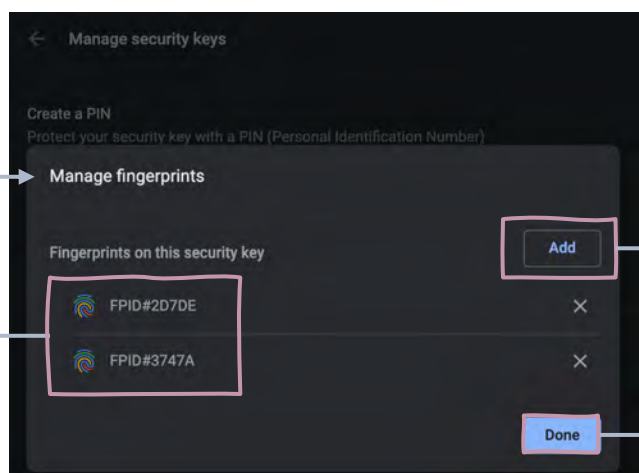 Manage security keys
Create a PIN
Protect your security key with a PIN (Personal Identification Number)
Manage fingerprints
Fingerprints on this security key
Add
FPID#2D7DE
FPID#3747A
Done